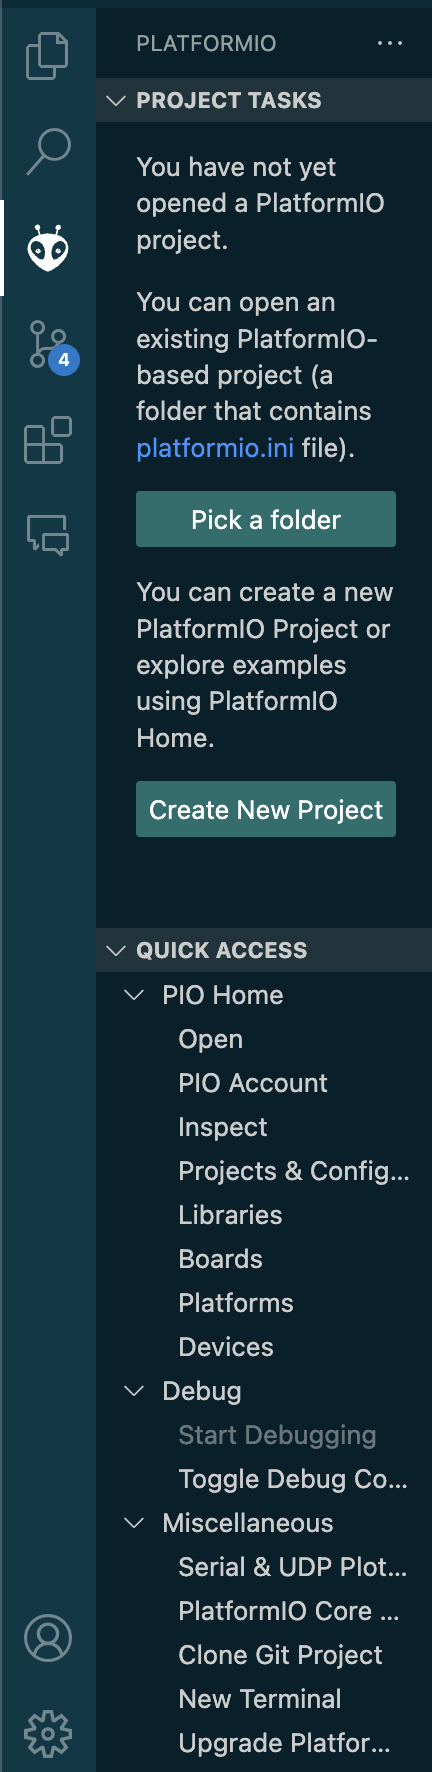 PLATFORMIO
...
PROJECT TASKS
You have not yet
opened a PlatformIO
project.
You can open an
existing PlatformIO-
based project (a
folder that contains
platformio.ini file).
Pick a folder
You can create a new
PlatformIO Project or
explore examples
using PlatformIO
Home.
Create New Project
4
QUICK ACCESS
PIO Home
Open
PIO Account
Inspect
Projects & Config...
Libraries
Boards
Platforms
Devices
Debug
Start Debugging
Toggle Debug Co...
Miscellaneous
Serial & UDP Plot...
PlatformIO Core ...
Clone Git Project
New Terminal
Upgrade Platfor...